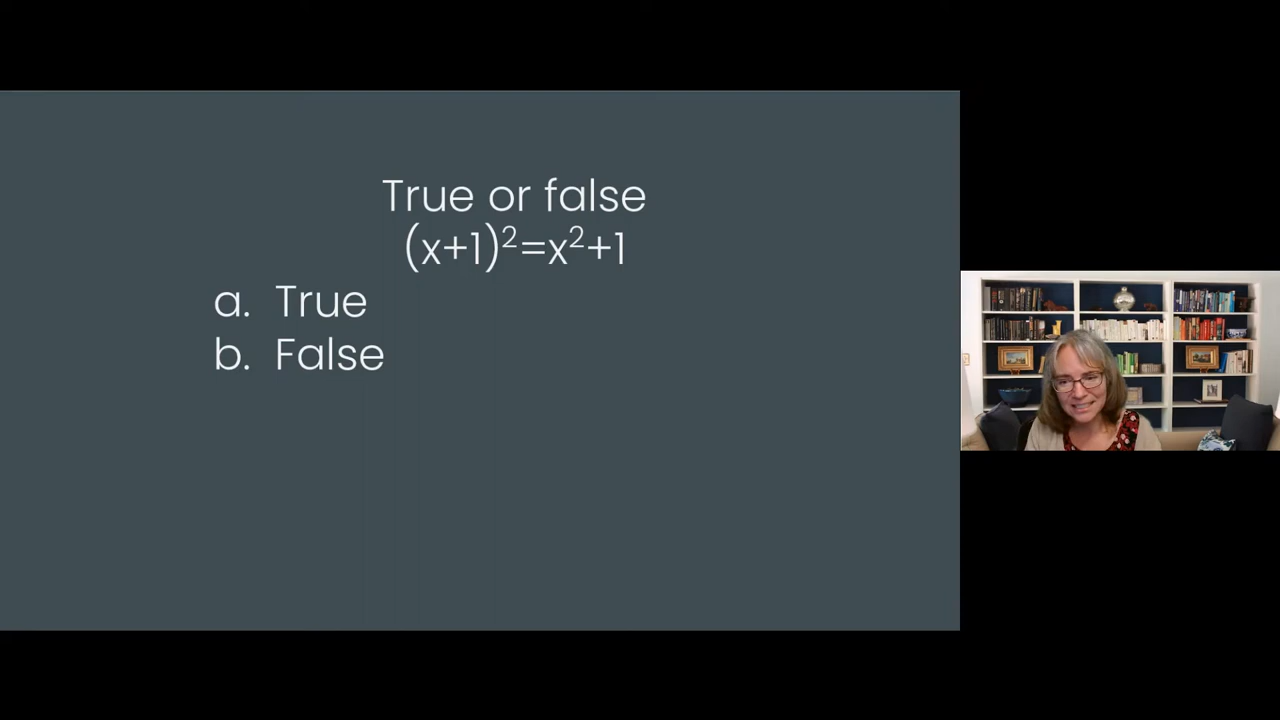 True or false
(x+1)²=x²+1
a. True
b. False